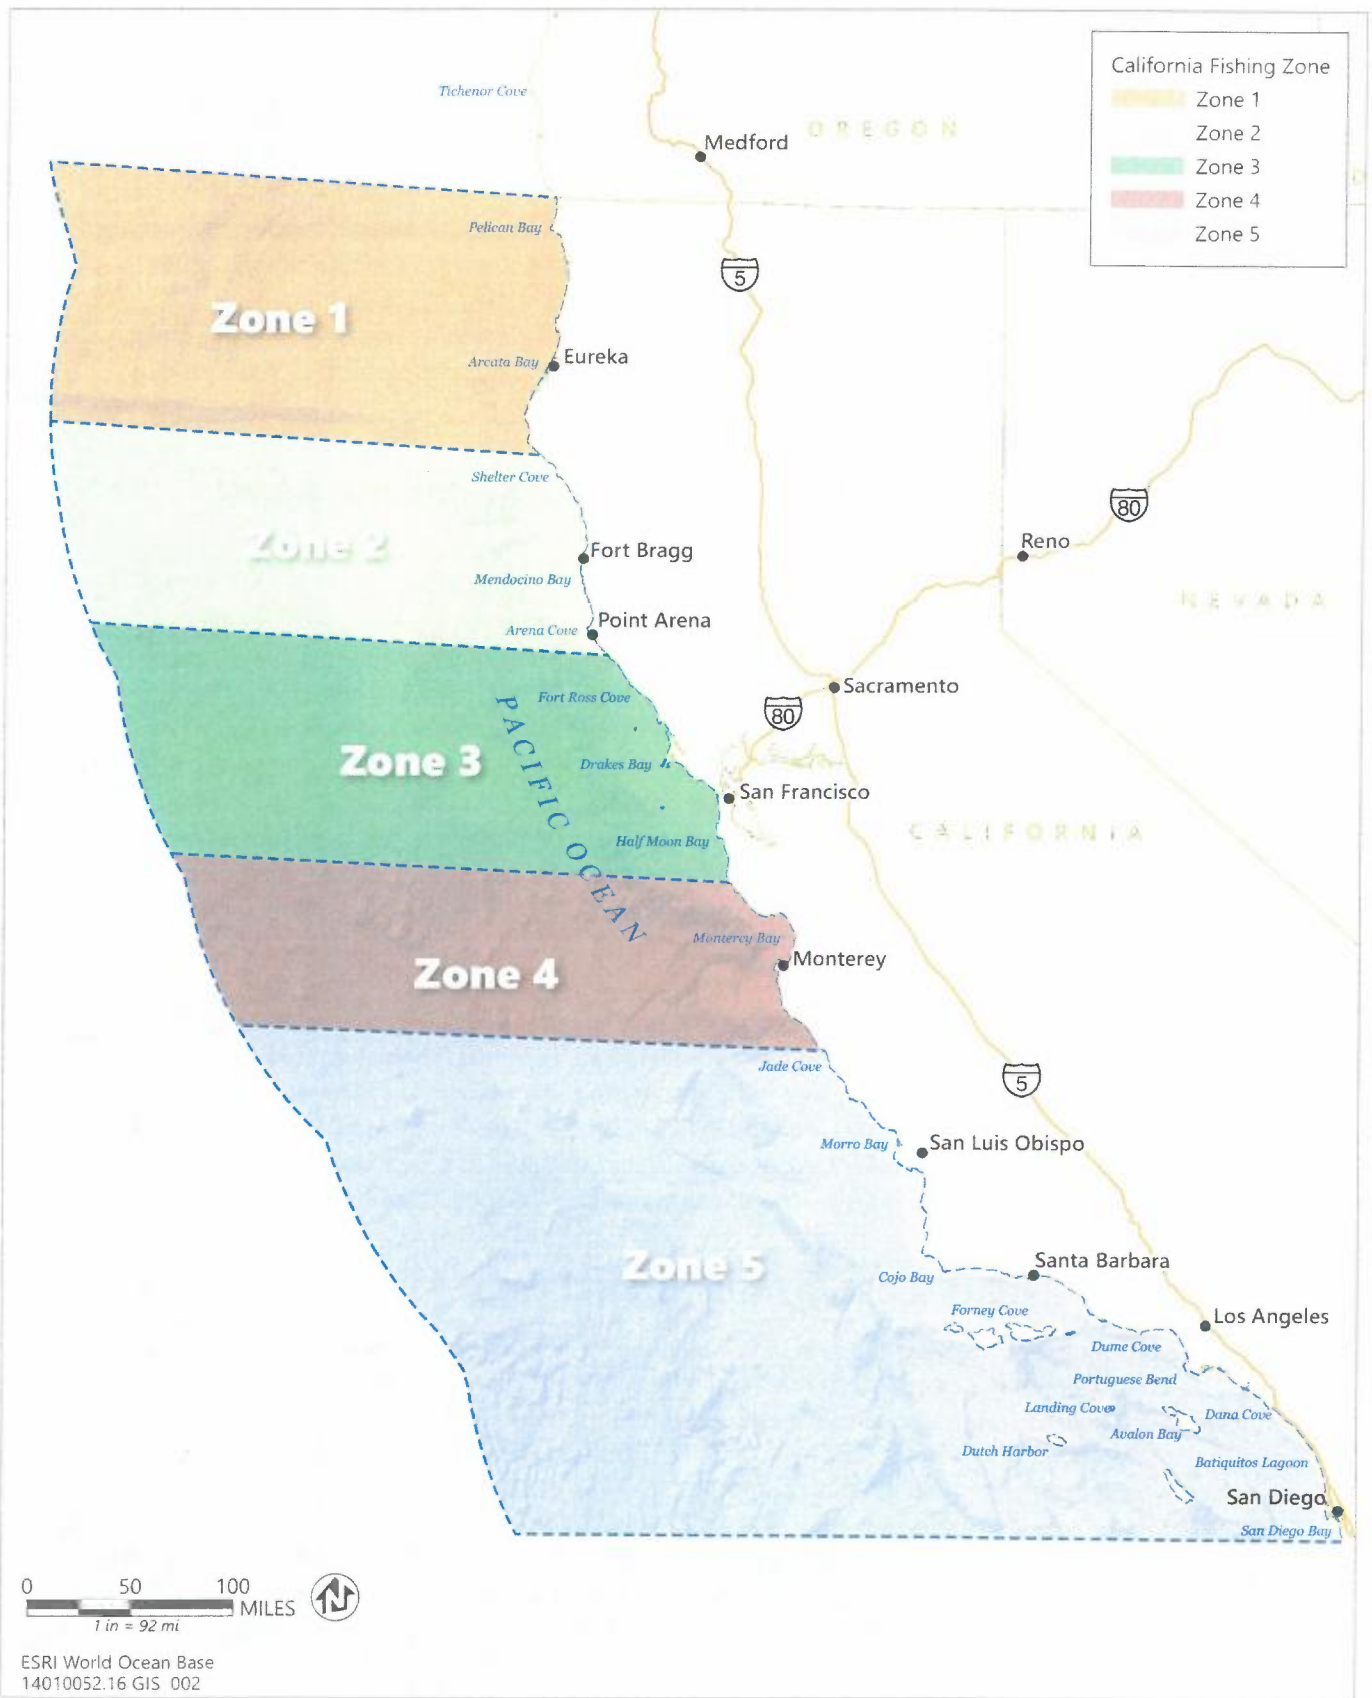 California Fishing Zone
Zone 1
Zone 2
Zone 3
Zone 4
Zone 5
Tichenor Cove
Medford
OREGON
Pelican Bay
5
Zone 1
Arcata Bay
Eureka
Shelter Cove
80
Zone 2
Fort Bragg
Reno
Mendocino Bay
NEVADA
Arena Cove
Point Arena
Sacramento
Fort Ross Cove
80
PACIFIC OCEAN
Zone 3
Drakes Bay
San Francisco
CALIFORNIA
Half Moon Bay
Monterey Bay
Monterey
Zone 4
Jade Cove
5
Morro Bay
San Luis Obispo
Zone 5
Santa Barbara
Cojo Bay
Forney Cove
Los Angeles
Dume Cove
Portuguese Bend
Landing Cove
Dana Cove
Avalon Bay
Dutch Harbor
Batiquitos Lagoon
San Diego
San Diego Bay
0 50 100
MILES
1 in = 92 mi
N
ESRI World Ocean Base
14010052.16 GIS 002